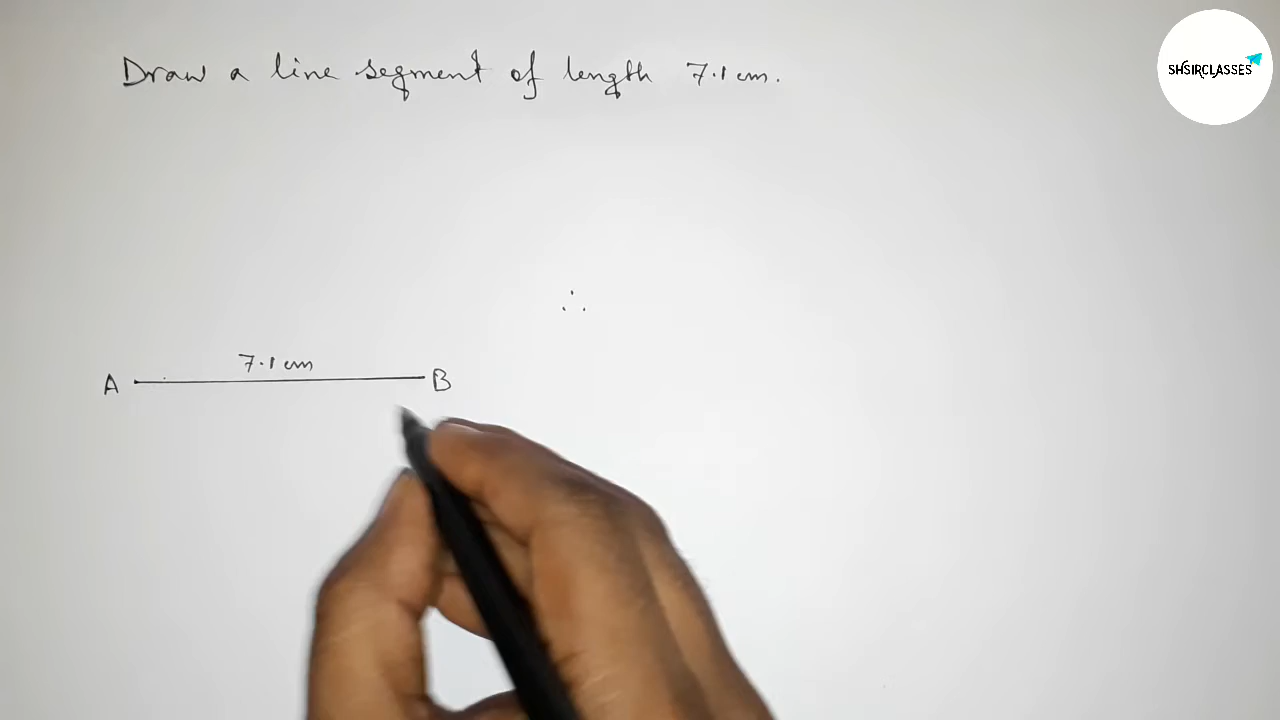 Draw a line segment of length 7.1 cm.
SHSIRCLASSES
∴
7.1 cm
A B